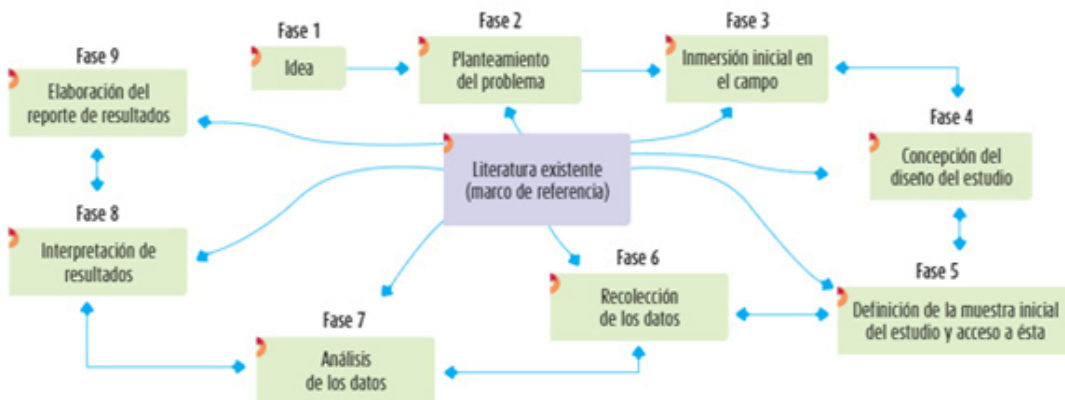 Fase 1
Idea
Fase 2
Planteamiento
del problema
Fase 3
Inmersión inicial en
el campo
Fase 4
Concepción del
diseño del estudio
Fase 5
Definición de la muestra inicial
del estudio y acceso a ésta
Fase 6
Recolección
de los datos
Fase 7
Análisis
de los datos
Fase 8
Interpretación de
resultados
Fase 9
Elaboración del
reporte de resultados
Literatura existente
(marco de referencia)